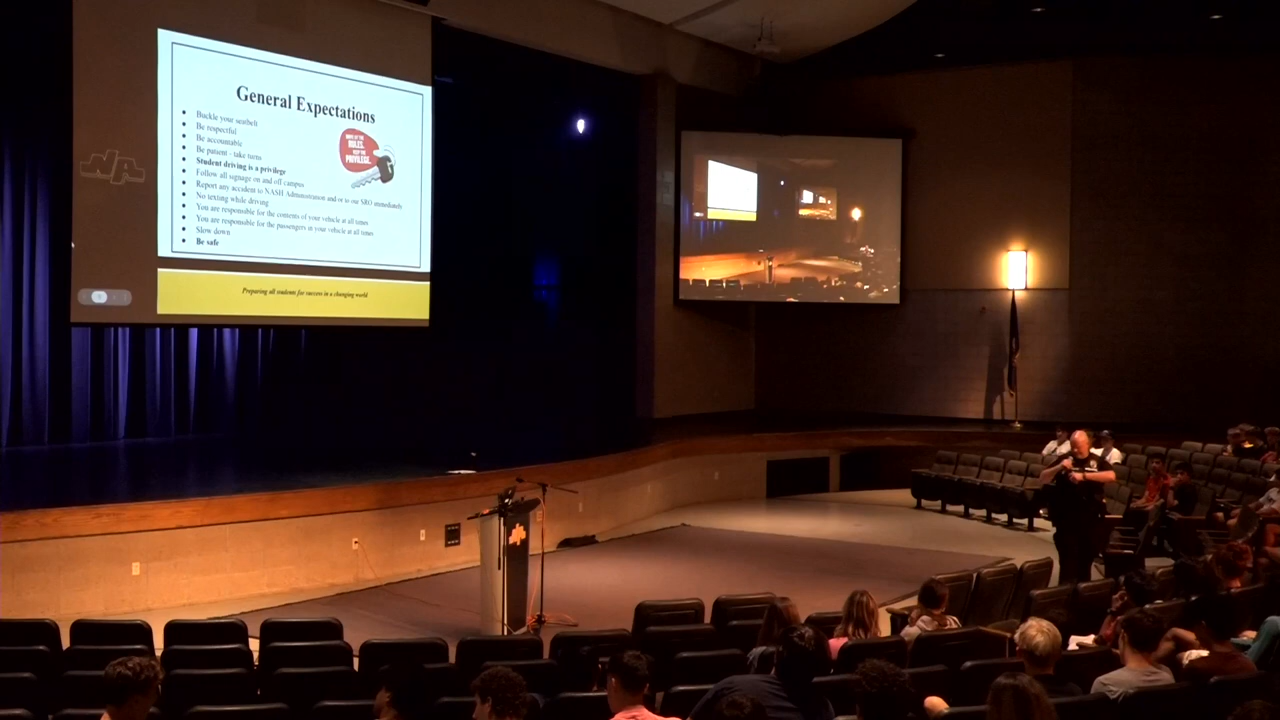 General Expectations
Buckle your seatbelt
Be respectful
Be accountable
Be patient - take turns
Student driving is a privilege
Follow all signage on and off campus
Report any accident to NASH Administration and/or to our SRO immediately
No texting while driving
You are responsible for the contents of your vehicle at all times
You are responsible for the passengers in your vehicle at all times
Slow down
Be safe
RULES.
KEEP THE
PRIVILEGE.
Preparing all students for success in a changing world
NA